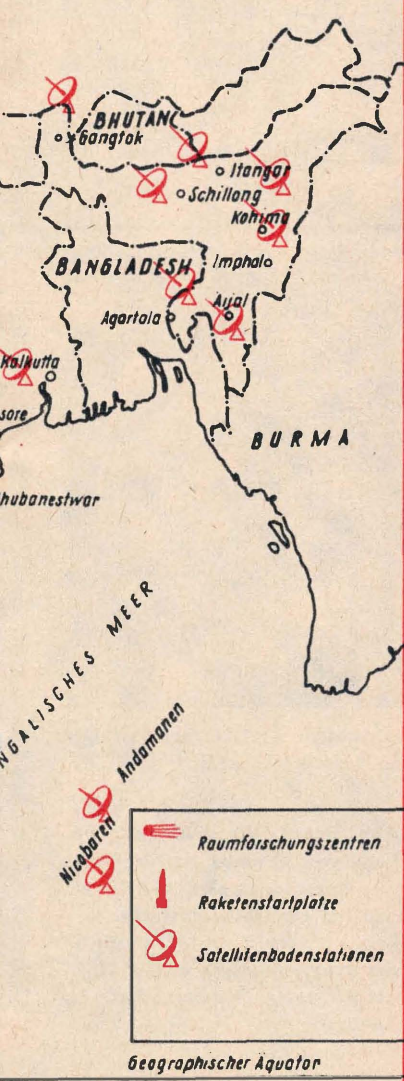 BHUTAN
Gangtok
Itangar
Schillong
Kohima
BANGLADESH
Imphal
Aijal
Agartala
Kalkutta
sore
BURMA
hubanestwar
NGALISCHES MEER
Andamanen
Nicobaren
Raumforschungszentren
Raketenstartplätze
Satellitenbodenstationen
Geographischer Äquator